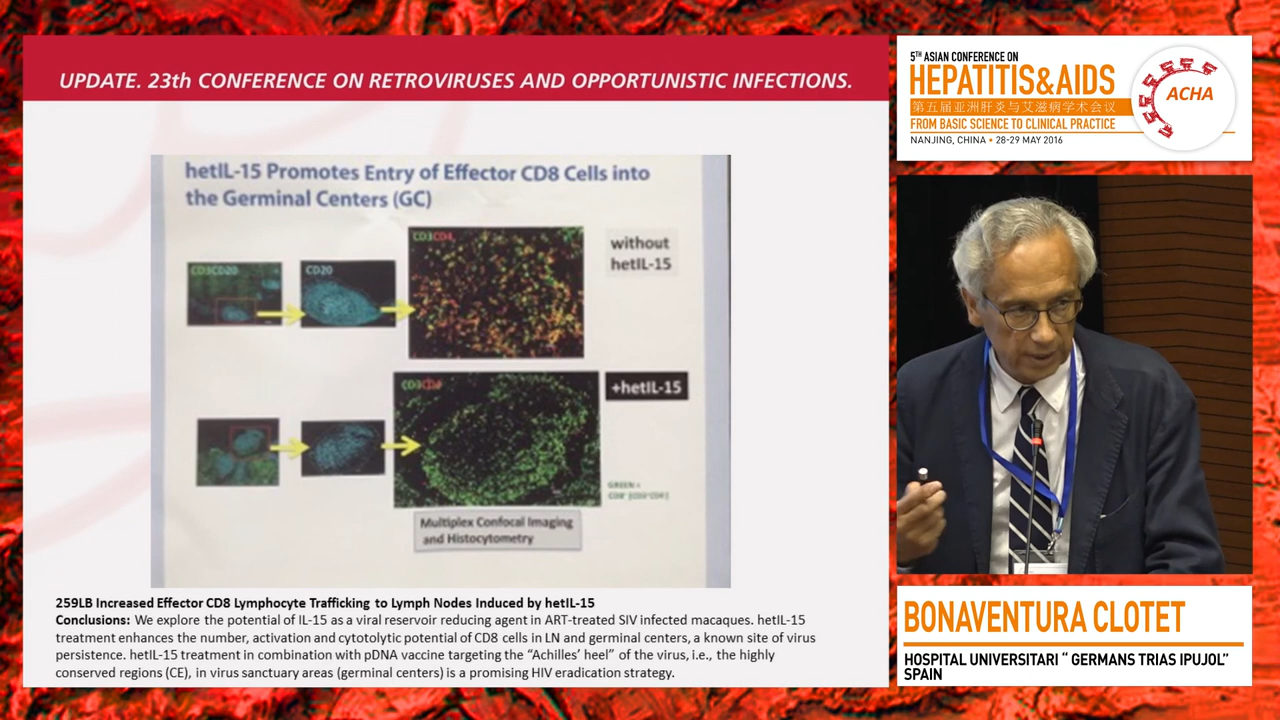 UPDATE. 23th CONFERENCE ON RETROVIRUSES AND OPPORTUNISTIC INFECTIONS.
hetIL-15 Promotes Entry of Effector CD8 Cells into
the Germinal Centers (GC)
CD3CD20
CD20
without
hetIL-15
+hetIL-15
GREEN =
Multiplex Confocal Imaging
and Histocytometry
259LB Increased Effector CD8 Lymphocyte Trafficking to Lymph Nodes Induced by hetIL-15
Conclusions: We explore the potential of IL-15 as a viral reservoir reducing agent in ART-treated SIV infected macaques. hetIL-15
treatment enhances the number, activation and cytolytic potential of CD8 cells in LN and germinal centers, a known site of virus
persistence. hetIL-15 treatment in combination with pDNA vaccine targeting the “Achilles’ heel” of the virus, i.e., the highly
conserved regions (CE), in virus sanctuary areas (germinal centers) is a promising HIV eradication strategy.
5TH ASIAN CONFERENCE ON
HEPATITIS&AIDS
第五届亚洲肝炎与艾滋病学术会议
FROM BASIC SCIENCE TO CLINICAL PRACTICE
NANJING, CHINA • 28-29 MAY 2016
ACHA
BONAVENTURA CLOTET
HOSPITAL UNIVERSITARI “ GERMANS TRIAS IPUJOL”
SPAIN